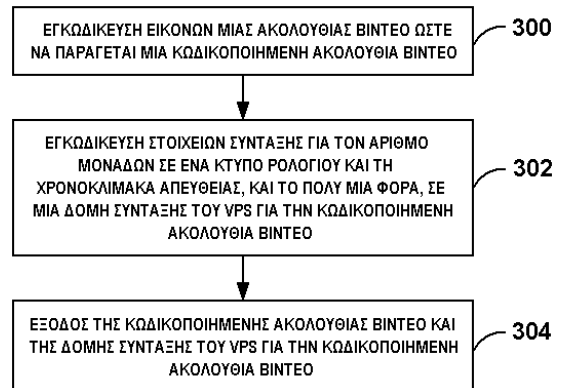 ΕΓΚΩΔΙΚΕΥΣΗ ΕΙΚΟΝΩΝ ΜΙΑΣ ΑΚΟΛΟΥΘΙΑΣ ΒΙΝΤΕΟ ΩΣΤΕ
ΝΑ ΠΑΡΑΓΕΤΑΙ ΜΙΑ ΚΩΔΙΚΟΠΟΙΗΜΕΝΗ ΑΚΟΛΟΥΘΙΑ ΒΙΝΤΕΟ
300
ΕΓΚΩΔΙΚΕΥΣΗ ΣΤΟΙΧΕΙΩΝ ΣΥΝΤΑΞΗΣ ΓΙΑ ΤΟΝ ΑΡΙΘΜΟ
ΜΟΝΑΔΩΝ ΣΕ ΕΝΑ ΚΤΥΠΟ ΡΟΛΟΓΙΟΥ ΚΑΙ ΤΗ
ΧΡΟΝΟΚΛΙΜΑΚΑ ΑΠΕΥΘΕΙΑΣ, ΚΑΙ ΤΟ ΠΟΛΥ ΜΙΑ ΦΟΡΑ, ΣΕ
ΜΙΑ ΔΟΜΗ ΣΥΝΤΑΞΗΣ ΤΟΥ VPS ΓΙΑ ΤΗΝ ΚΩΔΙΚΟΠΟΙΗΜΕΝΗ
ΑΚΟΛΟΥΘΙΑ ΒΙΝΤΕΟ
302
ΕΞΟΔΟΣ ΤΗΣ ΚΩΔΙΚΟΠΟΙΗΜΕΝΗΣ ΑΚΟΛΟΥΘΙΑΣ ΒΙΝΤΕΟ ΚΑΙ
ΤΗΣ ΔΟΜΗΣ ΣΥΝΤΑΞΗΣ ΤΟΥ VPS ΓΙΑ ΤΗΝ ΚΩΔΙΚΟΠΟΙΗΜΕΝΗ
ΑΚΟΛΟΥΘΙΑ ΒΙΝΤΕΟ
304